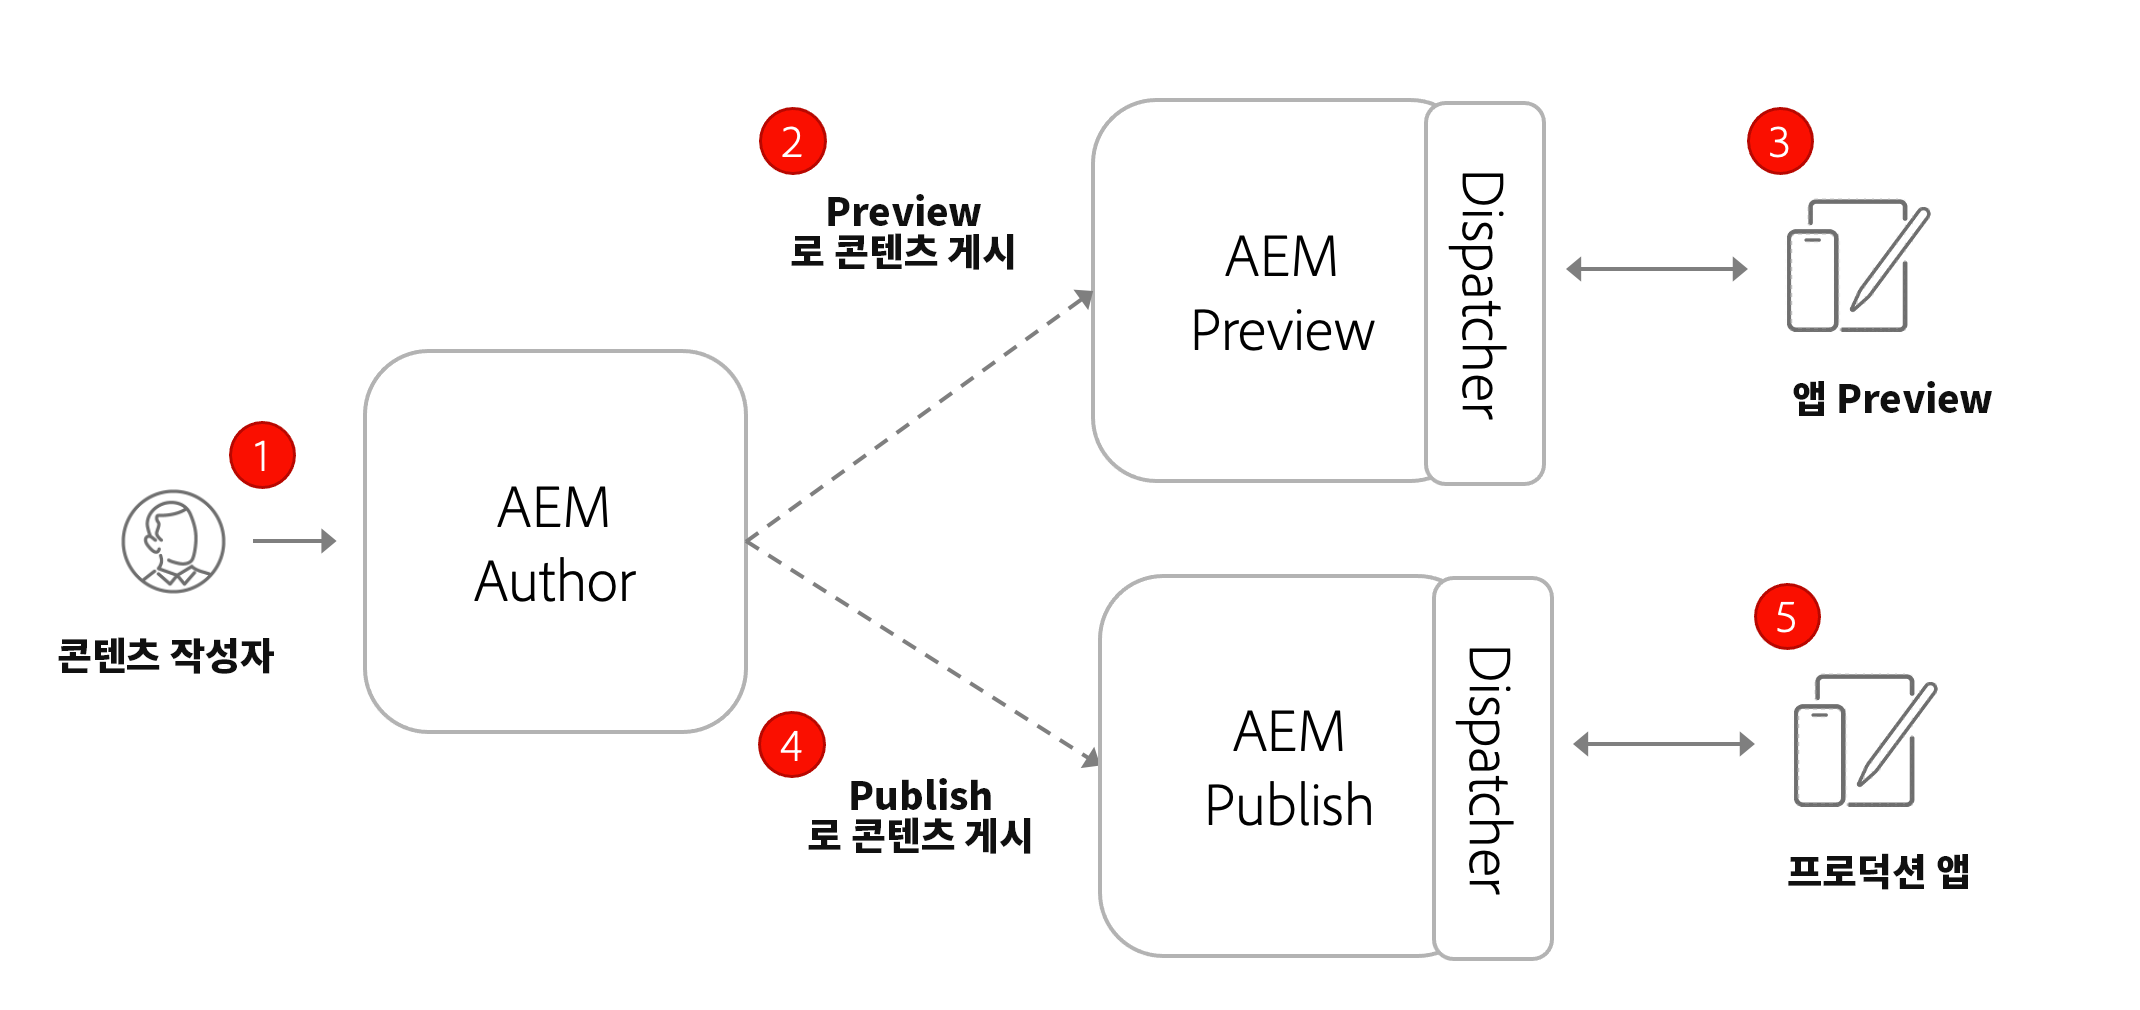 1
콘텐츠 작성자
AEM
Author
2
Preview
로 콘텐츠 게시
AEM
Preview
Dispatcher
3
앱 Preview
4
Publish
로 콘텐츠 게시
AEM
Publish
Dispatcher
5
프로덕션 앱